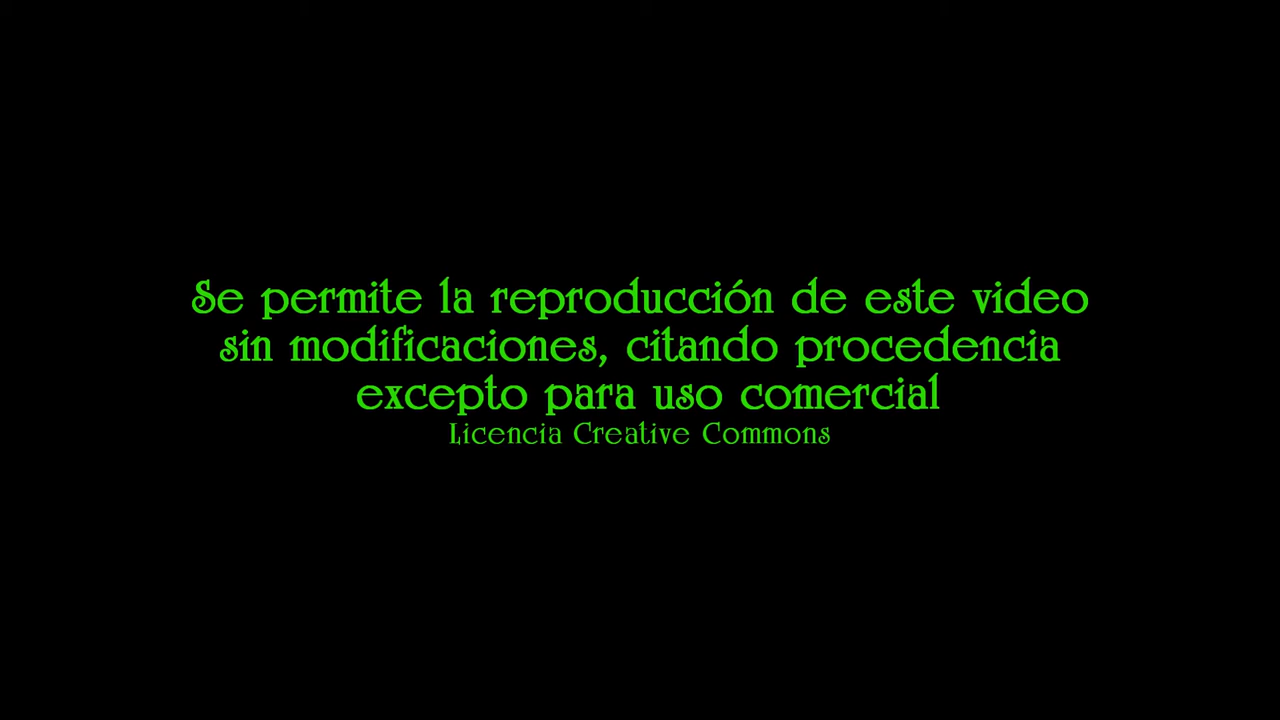 Se permite la reproducción de este video
sin modificaciones, citando procedencia
excepto para uso comercial
Licencia Creative Commons